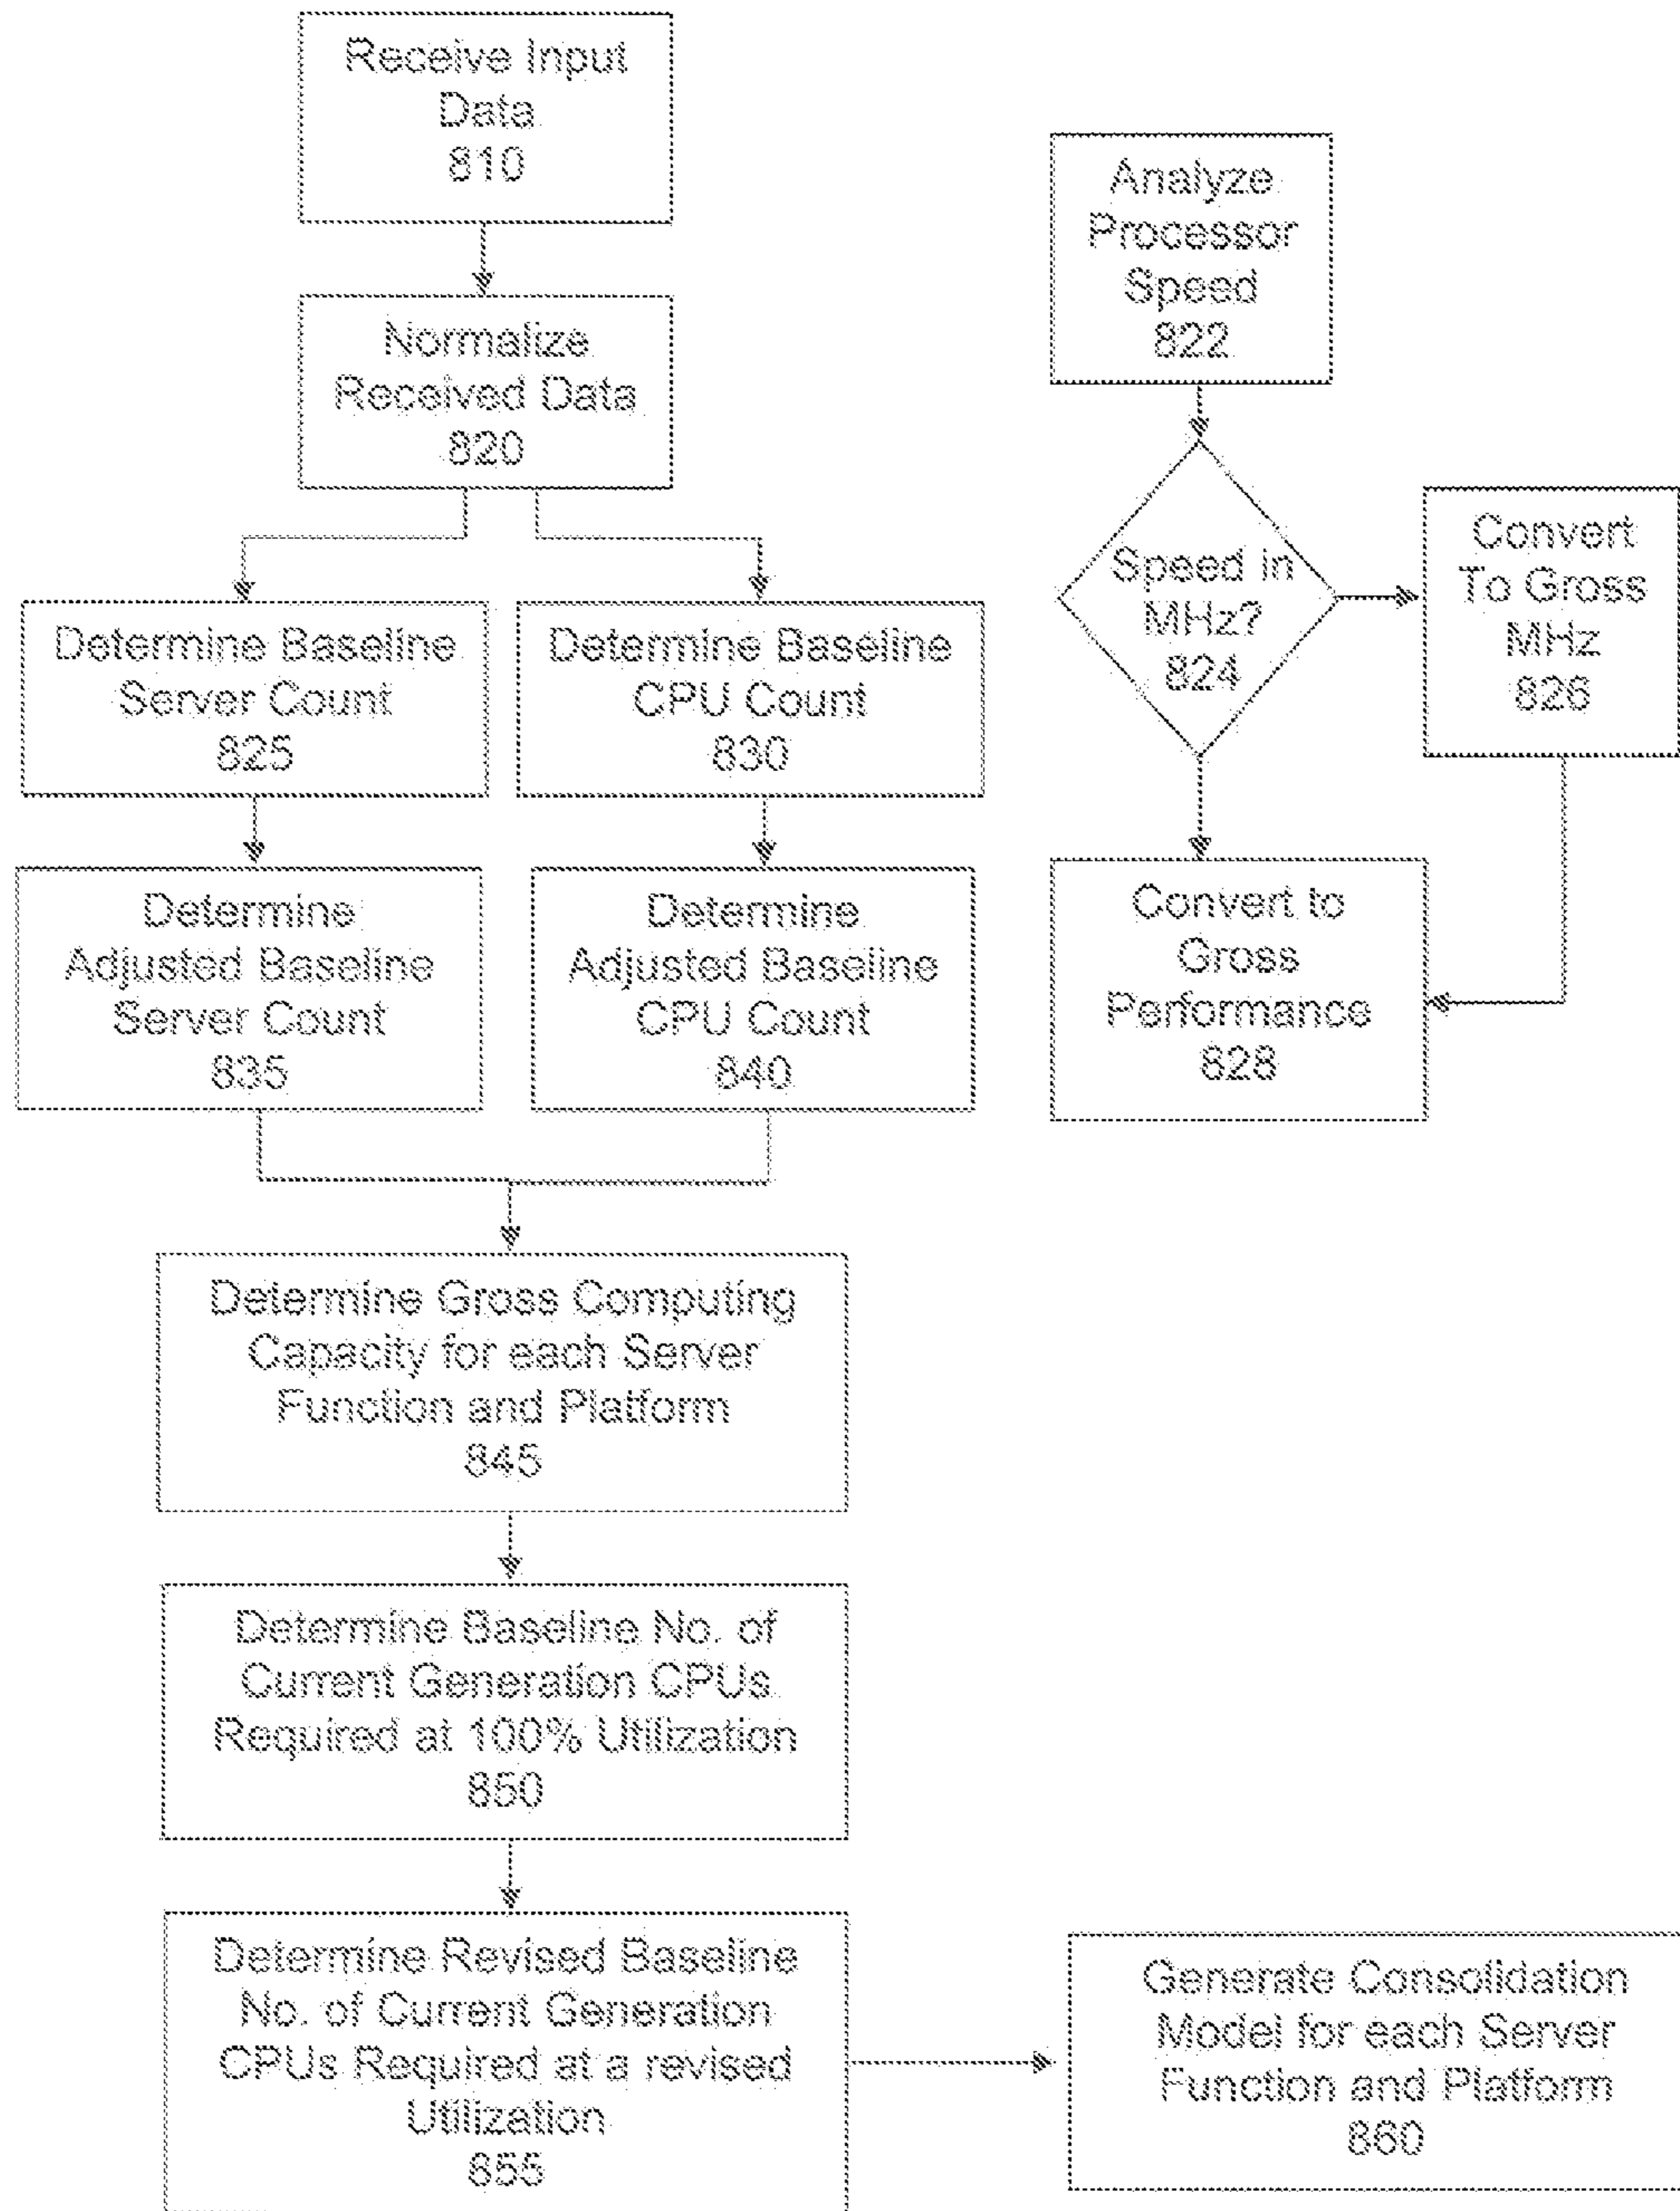 Receive Input
Data
810
Normalize
Received Data
820
Determine Baseline
Server Count
825
Determine Baseline
CPU Count
830
Determine
Adjusted Baseline
Server Count
835
Determine
Adjusted Baseline
CPU Count
840
Determine Gross Computing
Capacity for each Server
Function and Platform
845
Determine Baseline No. of
Current Generation CPUs
Required at 100% Utilization
850
Determine Revised Baseline
No. of Current Generation
CPUs Required at a revised
Utilization
855
Generate Consolidation
Model for each Server
Function and Platform
860
Analyze
Processor
Speed
822
Speed in
MHz?
824
Convert
To Gross
MHz
826
Convert to
Gross
Performance
828